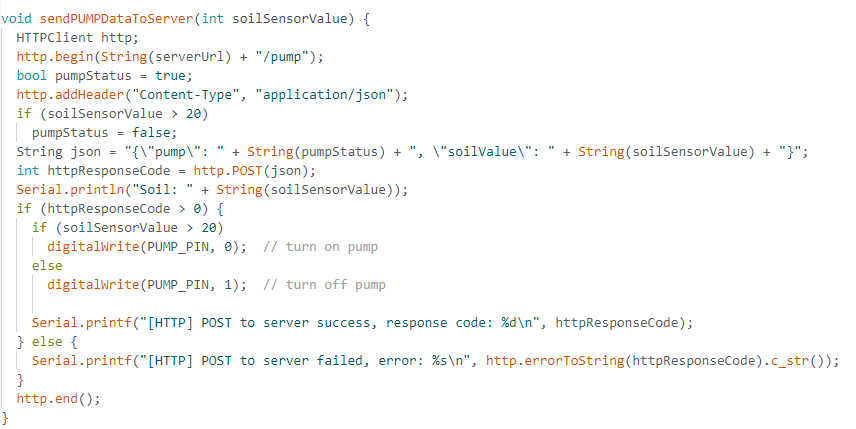 void sendPUMPDataToServer(int soilSensorValue) {
  HTTPClient http;
  http.begin(String(serverUrl) + "/pump");
  bool pumpStatus = true;
  http.addHeader("Content-Type", "application/json");
  if (soilSensorValue > 20)
    pumpStatus = false;
  String json = "{\"pump\": " + String(pumpStatus) + ", \"soilValue\": " + String(soilSensorValue) + "}";
  int httpResponseCode = http.POST(json);
  Serial.println("Soil: " + String(soilSensorValue));
  if (httpResponseCode > 0) {
    if (soilSensorValue > 20)
      digitalWrite(PUMP_PIN, 0);  // turn on pump
    else
      digitalWrite(PUMP_PIN, 1);  // turn off pump

    Serial.printf("[HTTP] POST to server success, response code: %d\n", httpResponseCode);
  } else {
    Serial.printf("[HTTP] POST to server failed, error: %s\n", http.errorToString(httpResponseCode).c_str());
  }
  http.end();
}